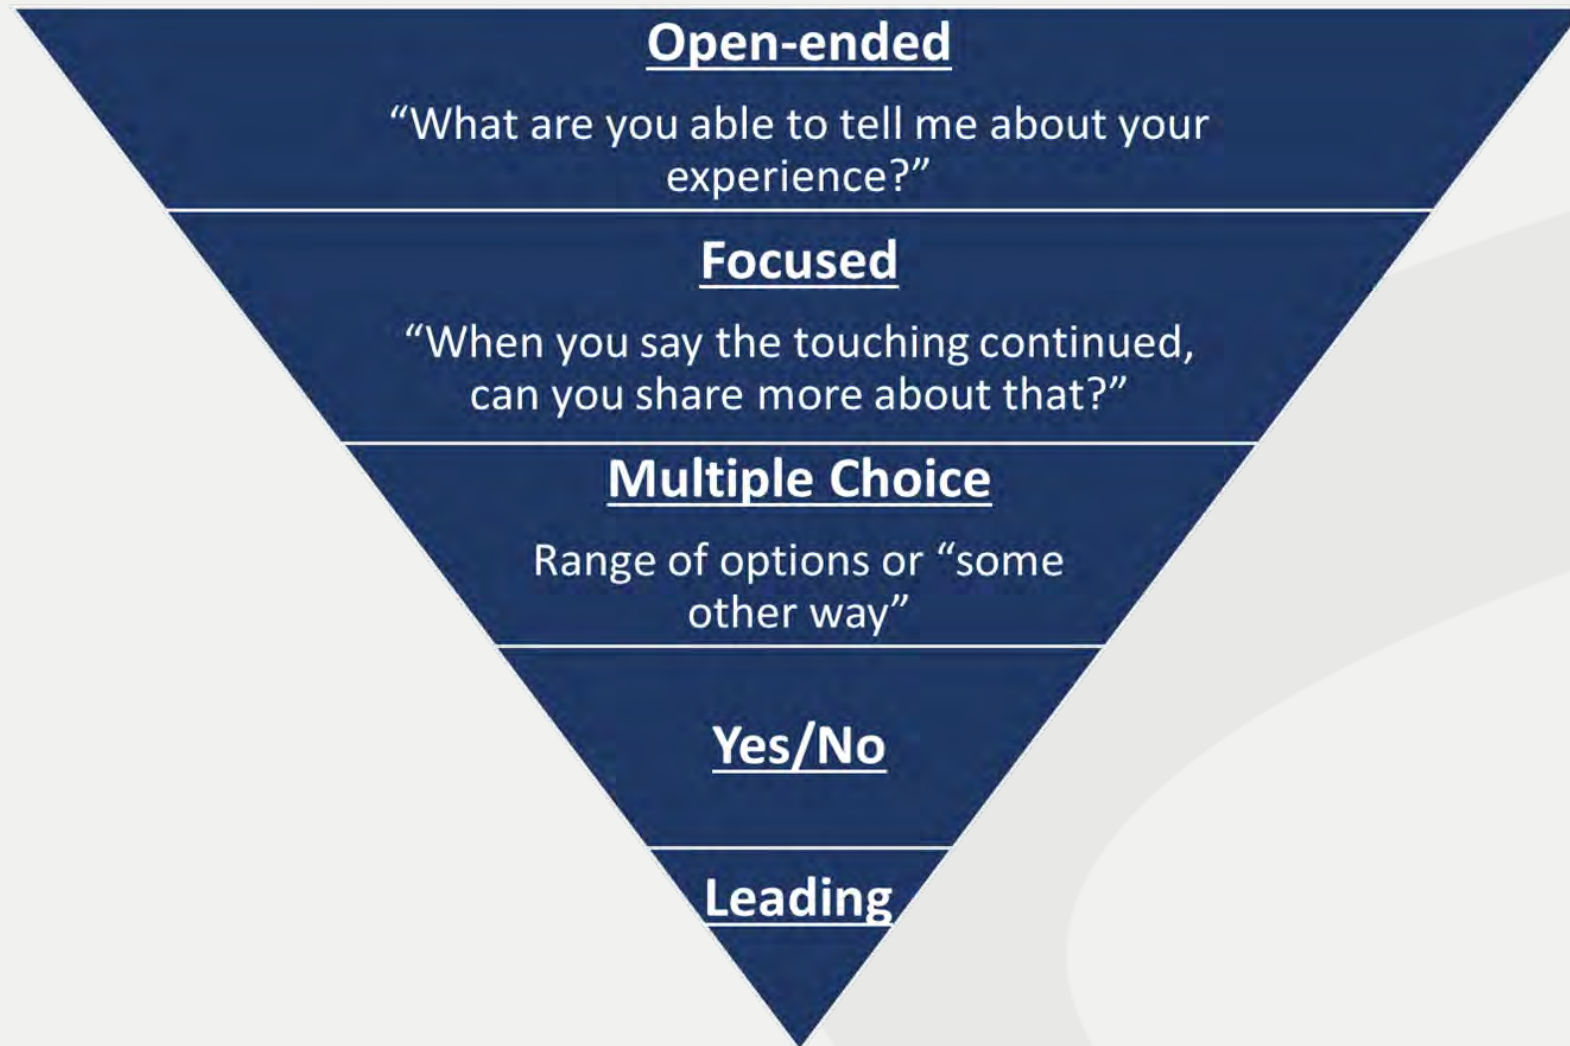 Open-ended
“What are you able to tell me about your
experience?”
Focused
“When you say the touching continued,
can you share more about that?”
Multiple Choice
Range of options or “some
other way”
Yes/No
Leading